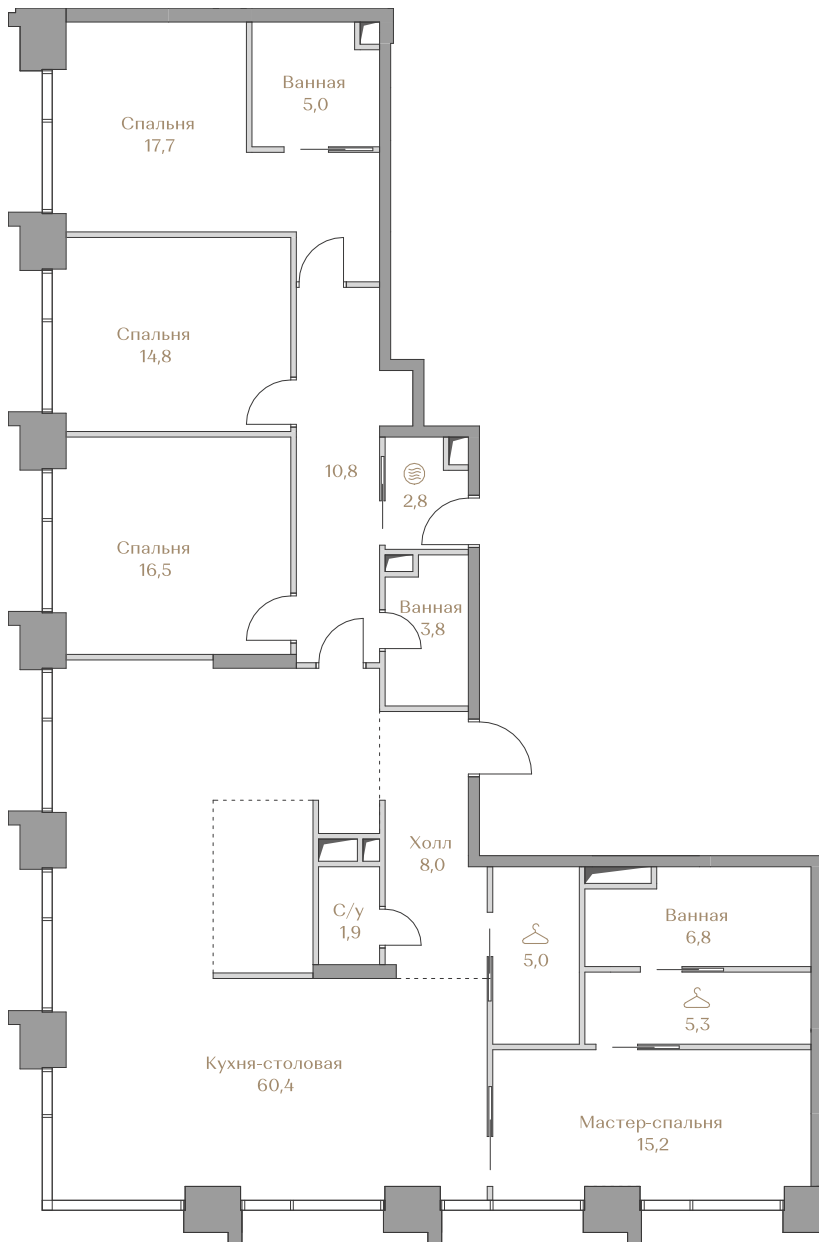 Ванная
5,0
Спальня
17,7
Спальня
14,8
10,8
2,8
Спальня
16,5
Ванная
3,8
Холл
8,0
С/у
1,9
Ванная
6,8
5,0
5,3
Кухня-столовая
60,4
Мастер-спальня
15,2